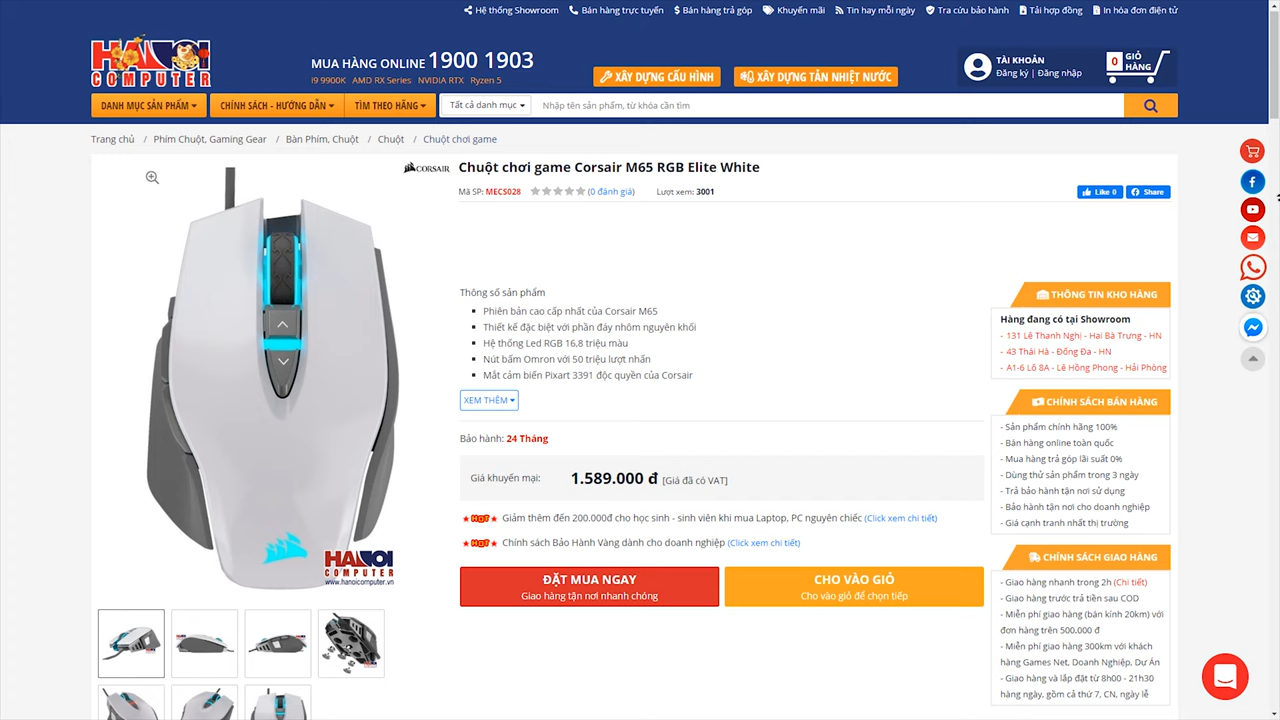 Hệ thống Showroom
Bán hàng trực tuyến
Bán hàng trả góp
Khuyến mãi
Tin hay mỗi ngày
Tra cứu bảo hành
Tải hợp đồng
In hóa đơn điện tử
HANOI
COMPUTER
MUA HÀNG ONLINE 1900 1903
I9 9900K AMD RX Series NVIDIA RTX Ryzen 5
XÂY DỰNG CẤU HÌNH
XÂY DỰNG TẢN NHIỆT NƯỚC
TÀI KHOẢN
Đăng ký | Đăng nhập
0
GIỎ
HÀNG
DANH MỤC SẢN PHẨM
CHÍNH SÁCH - HƯỚNG DẪN
TÌM THEO HÃNG
Tất cả danh mục
Nhập tên sản phẩm, từ khóa cần tìm
Trang chủ / Phím Chuột, Gaming Gear / Bàn Phím, Chuột / Chuột / Chuột chơi game
CORSAIR
Chuột chơi game Corsair M65 RGB Elite White
Mã SP: MECS028
(0 đánh giá)
Lượt xem: 3001
Like 0
Share
Thông số sản phẩm
Phiên bản cao cấp nhất của Corsair M65
Thiết kế đặc biệt với phần đáy nhôm nguyên khối
Hệ thống Led RGB 16,8 triệu màu
Nút bấm Omron với 50 triệu lượt nhấn
Mắt cảm biến Pixart 3391 độc quyền của Corsair
XEM THÊM
Bảo hành: 24 Tháng
Giá khuyến mại: 1.589.000 đ [Giá đã có VAT]
HOT Giảm thêm đến 200.000đ cho học sinh - sinh viên khi mua Laptop, PC nguyên chiếc (Click xem chi tiết)
HOT Chính sách Bảo Hành Vàng dành cho doanh nghiệp (Click xem chi tiết)
ĐẶT MUA NGAY
Giao hàng tận nơi nhanh chóng
CHO VÀO GIỎ
Cho vào giỏ để chọn tiếp
HANOI
COMPUTER
www.hanoicomputer.vn
THÔNG TIN KHO HÀNG
Hàng đang có tại Showroom
- 131 Lê Thanh Nghị - Hai Bà Trưng - HN
- 43 Thái Hà - Đống Đa - HN
- A1-6 Lô 8A - Lê Hồng Phong - Hải Phòng
CHÍNH SÁCH BÁN HÀNG
- Sản phẩm chính hãng 100%
- Bán hàng online toàn quốc
- Mua hàng trả góp lãi suất 0%
- Dùng thử sản phẩm trong 3 ngày
- Trả bảo hành tận nơi sử dụng
- Bảo hành tận nơi cho doanh nghiệp
- Giá cạnh tranh nhất thị trường
CHÍNH SÁCH GIAO HÀNG
- Giao hàng nhanh trong 2h (Chi tiết)
- Giao hàng trước trả tiền sau COD
- Miễn phí giao hàng (bán kính 20km) với
đơn hàng trên 500.000 đ
- Miễn phí giao hàng 300km với khách
hàng Games Net, Doanh Nghiệp, Dự Án
- Giao hàng và lắp đặt từ 8h00 - 21h30
hàng ngày, gồm cả thứ 7, CN, ngày lễ